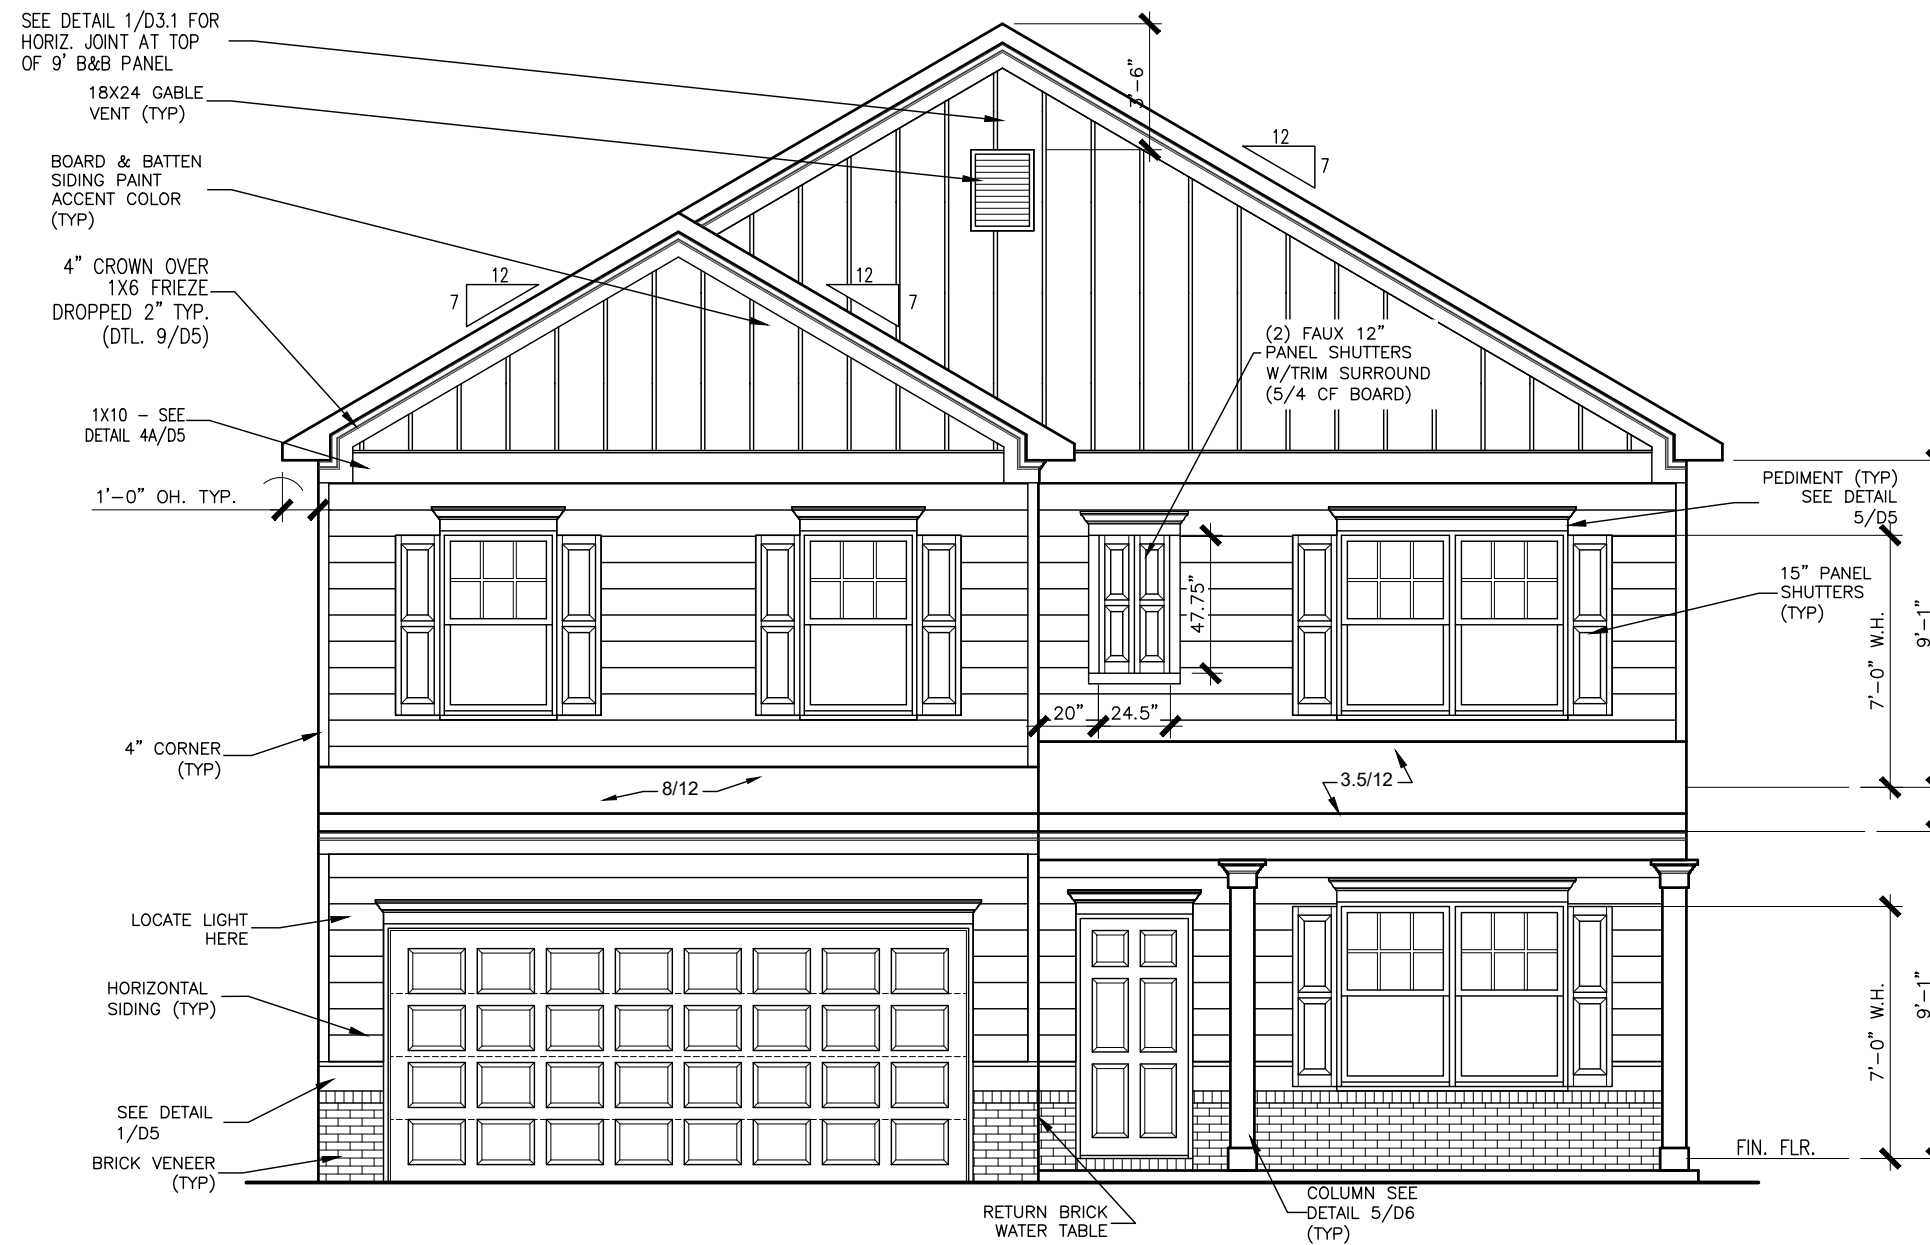 SEE DETAIL 1/D3.1 FOR
HORIZ. JOINT AT TOP
OF 9' B&B PANEL
18X24 GABLE
VENT (TYP)
BOARD & BATTEN
SIDING PAINT
ACCENT COLOR
(TYP)
4" CROWN OVER
1X6 FRIEZE
DROPPED 2" TYP.
(DTL. 9/D5)
1X10 – SEE
DETAIL 4A/D5
1'–0" OH. TYP.
4" CORNER
(TYP)
LOCATE LIGHT
HERE
HORIZONTAL
SIDING (TYP)
SEE DETAIL
1/D5
BRICK VENEER
(TYP)
12
7
12
7
3'–6"
12
7
(2) FAUX 12"
PANEL SHUTTERS
W/TRIM SURROUND
(5/4 CF BOARD)
47.75"
20"
24.5"
8/12
3.5/12
PEDIMENT (TYP)
SEE DETAIL
5/D5
15" PANEL
SHUTTERS
(TYP)
7'–0" W.H.
9'–1"
7'–0" W.H.
9'–1"
FIN. FLR.
RETURN BRICK
WATER TABLE
COLUMN SEE
DETAIL 5/D6
(TYP)